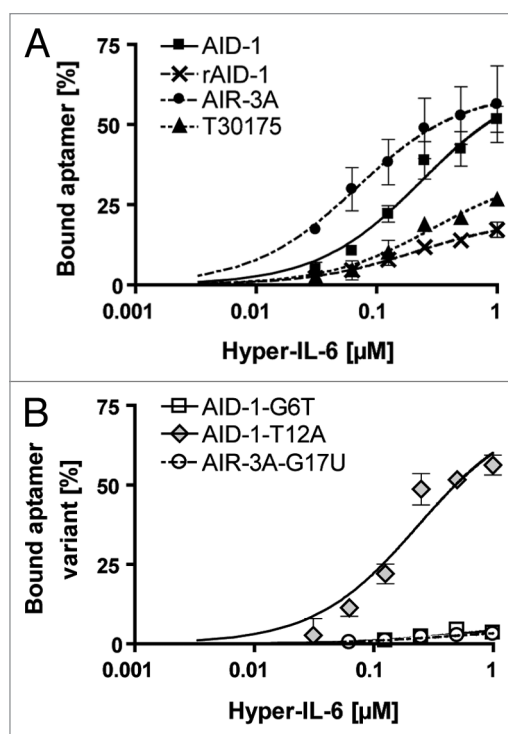 A
AID-1
rAID-1
AIR-3A
T30175
Bound aptamer [%]
75
50
25
0
0.001
0.01
0.1
1
Hyper-IL-6 [µM]
B
AID-1-G6T
AID-1-T12A
AIR-3A-G17U
Bound aptamer
variant [%]
75
50
25
0
0.001
0.01
0.1
1
Hyper-IL-6 [µM]